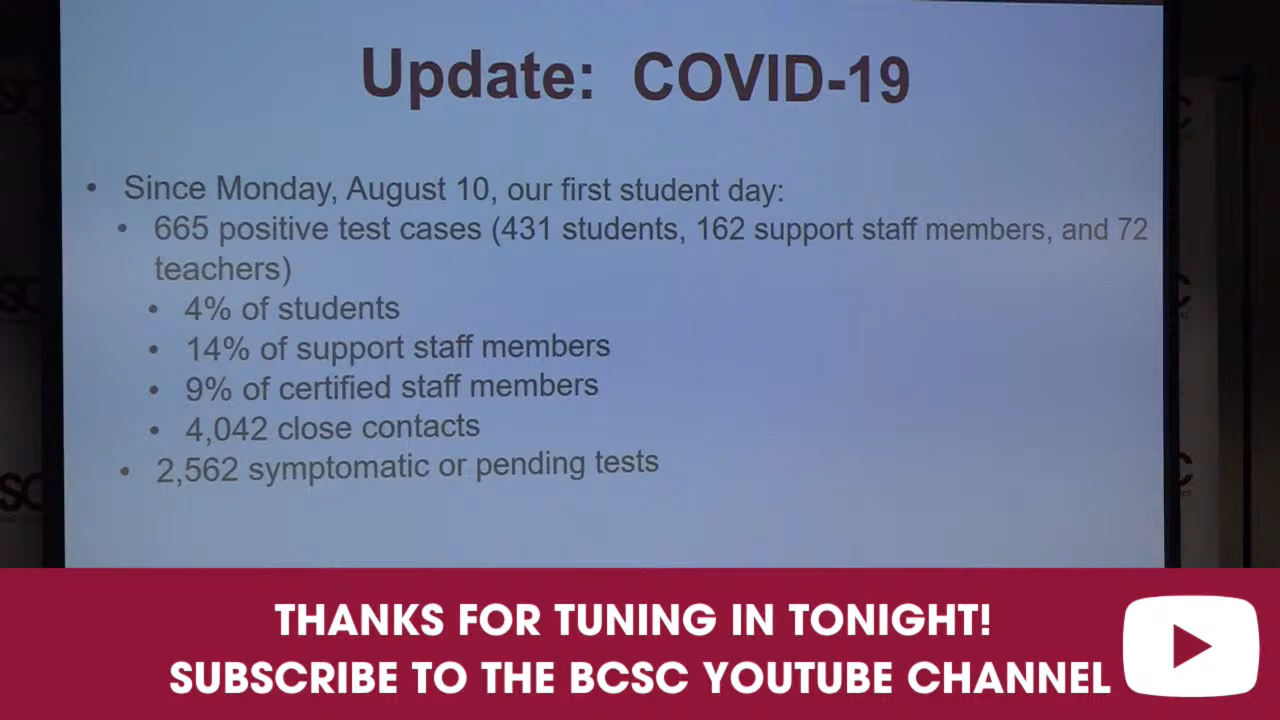 Update: COVID-19
• Since Monday, August 10, our first student day:
• 665 positive test cases (431 students, 162 support staff members, and 72
teachers)
• 4% of students
• 14% of support staff members
• 9% of certified staff members
• 4,042 close contacts
• 2,562 symptomatic or pending tests
THANKS FOR TUNING IN TONIGHT!
SUBSCRIBE TO THE BCSC YOUTUBE CHANNEL